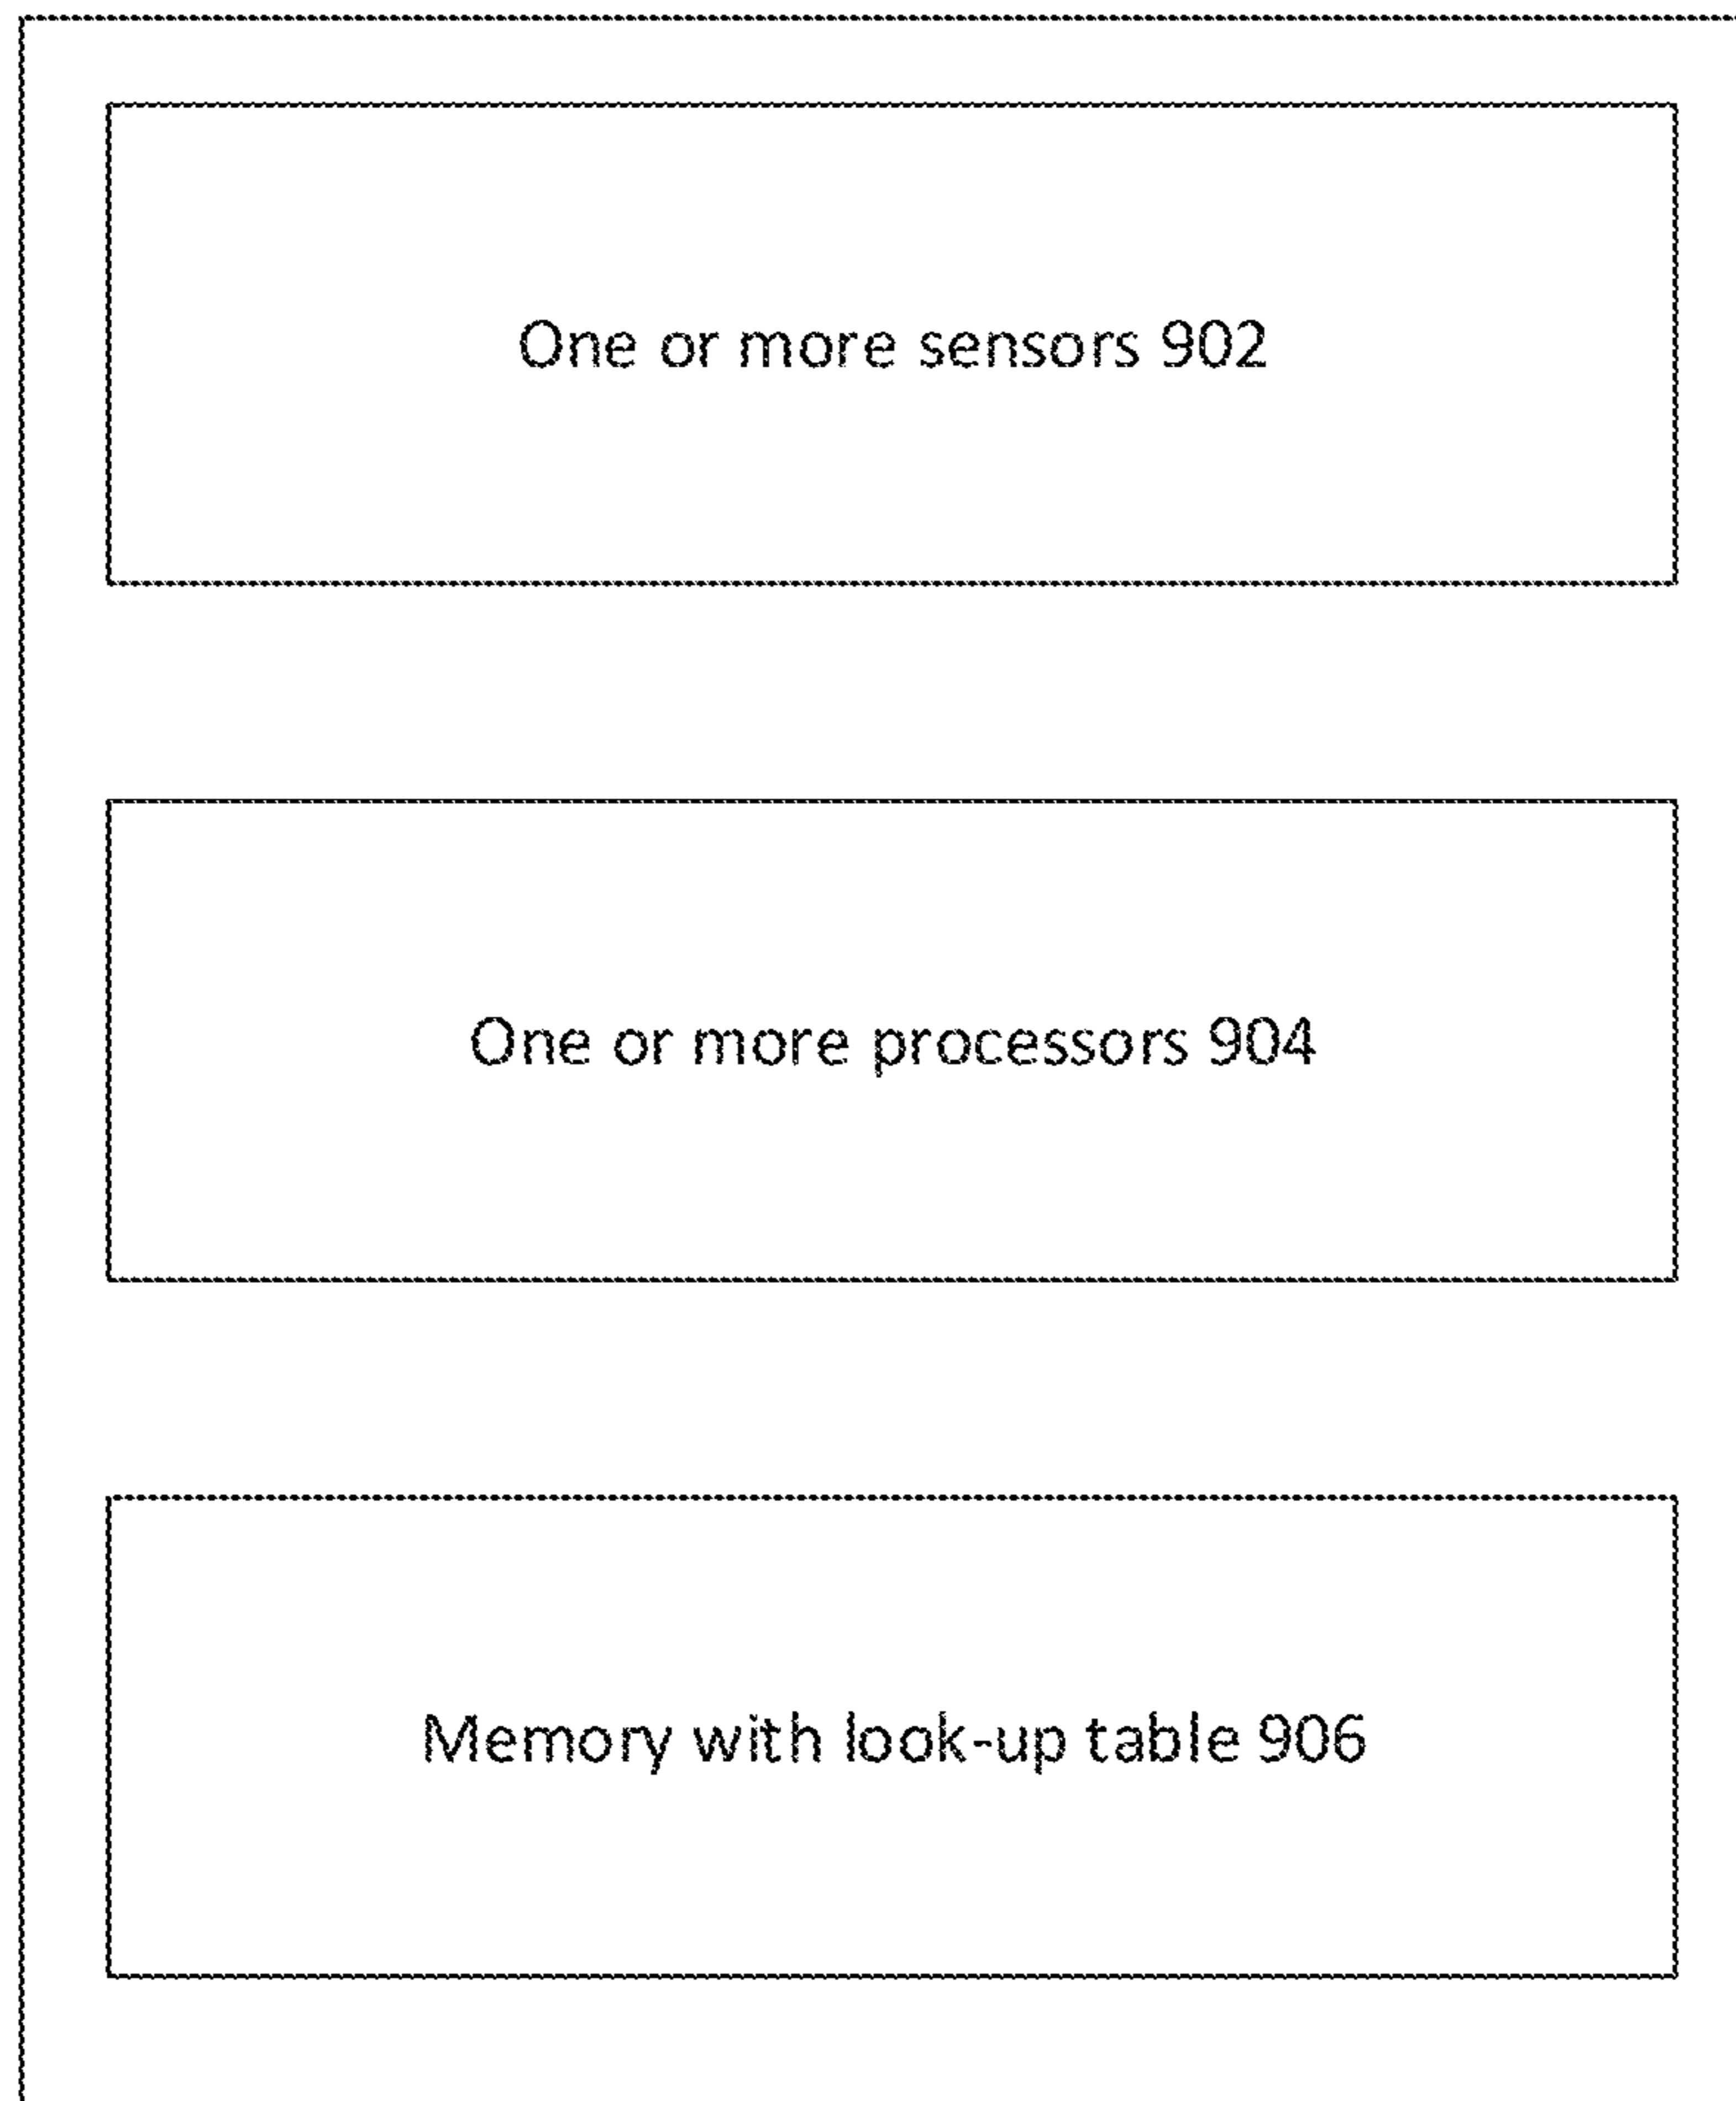 One or more sensors 902
One or more processors 904
Memory with look-up table 906